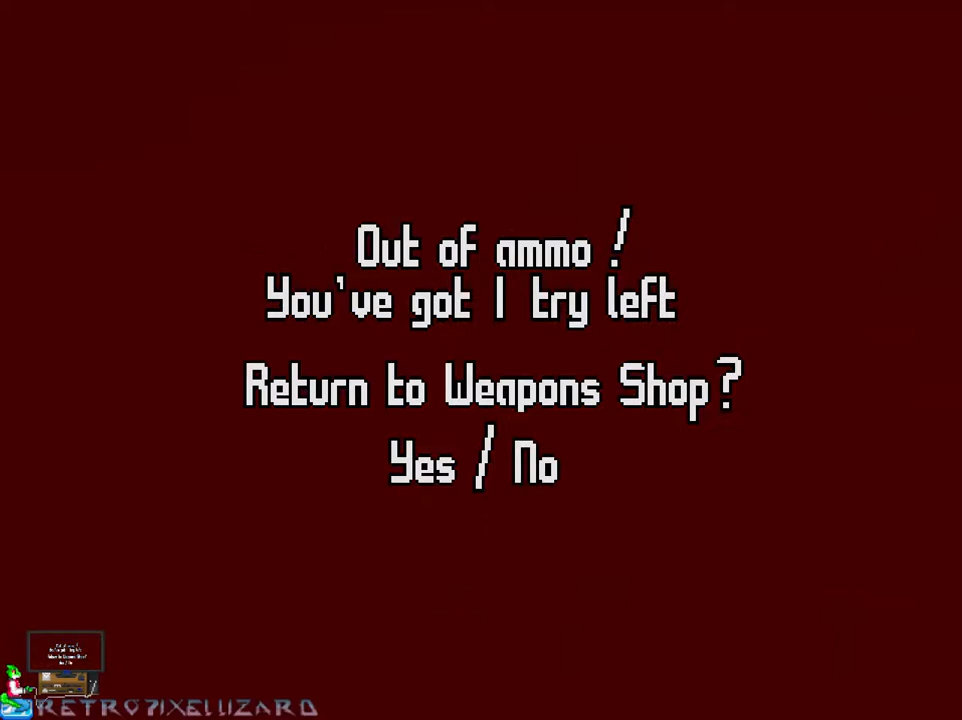 Out of ammo !
You've got 1 try left
Return to Weapons Shop?
Yes / No
RETROPIXELLIZARD